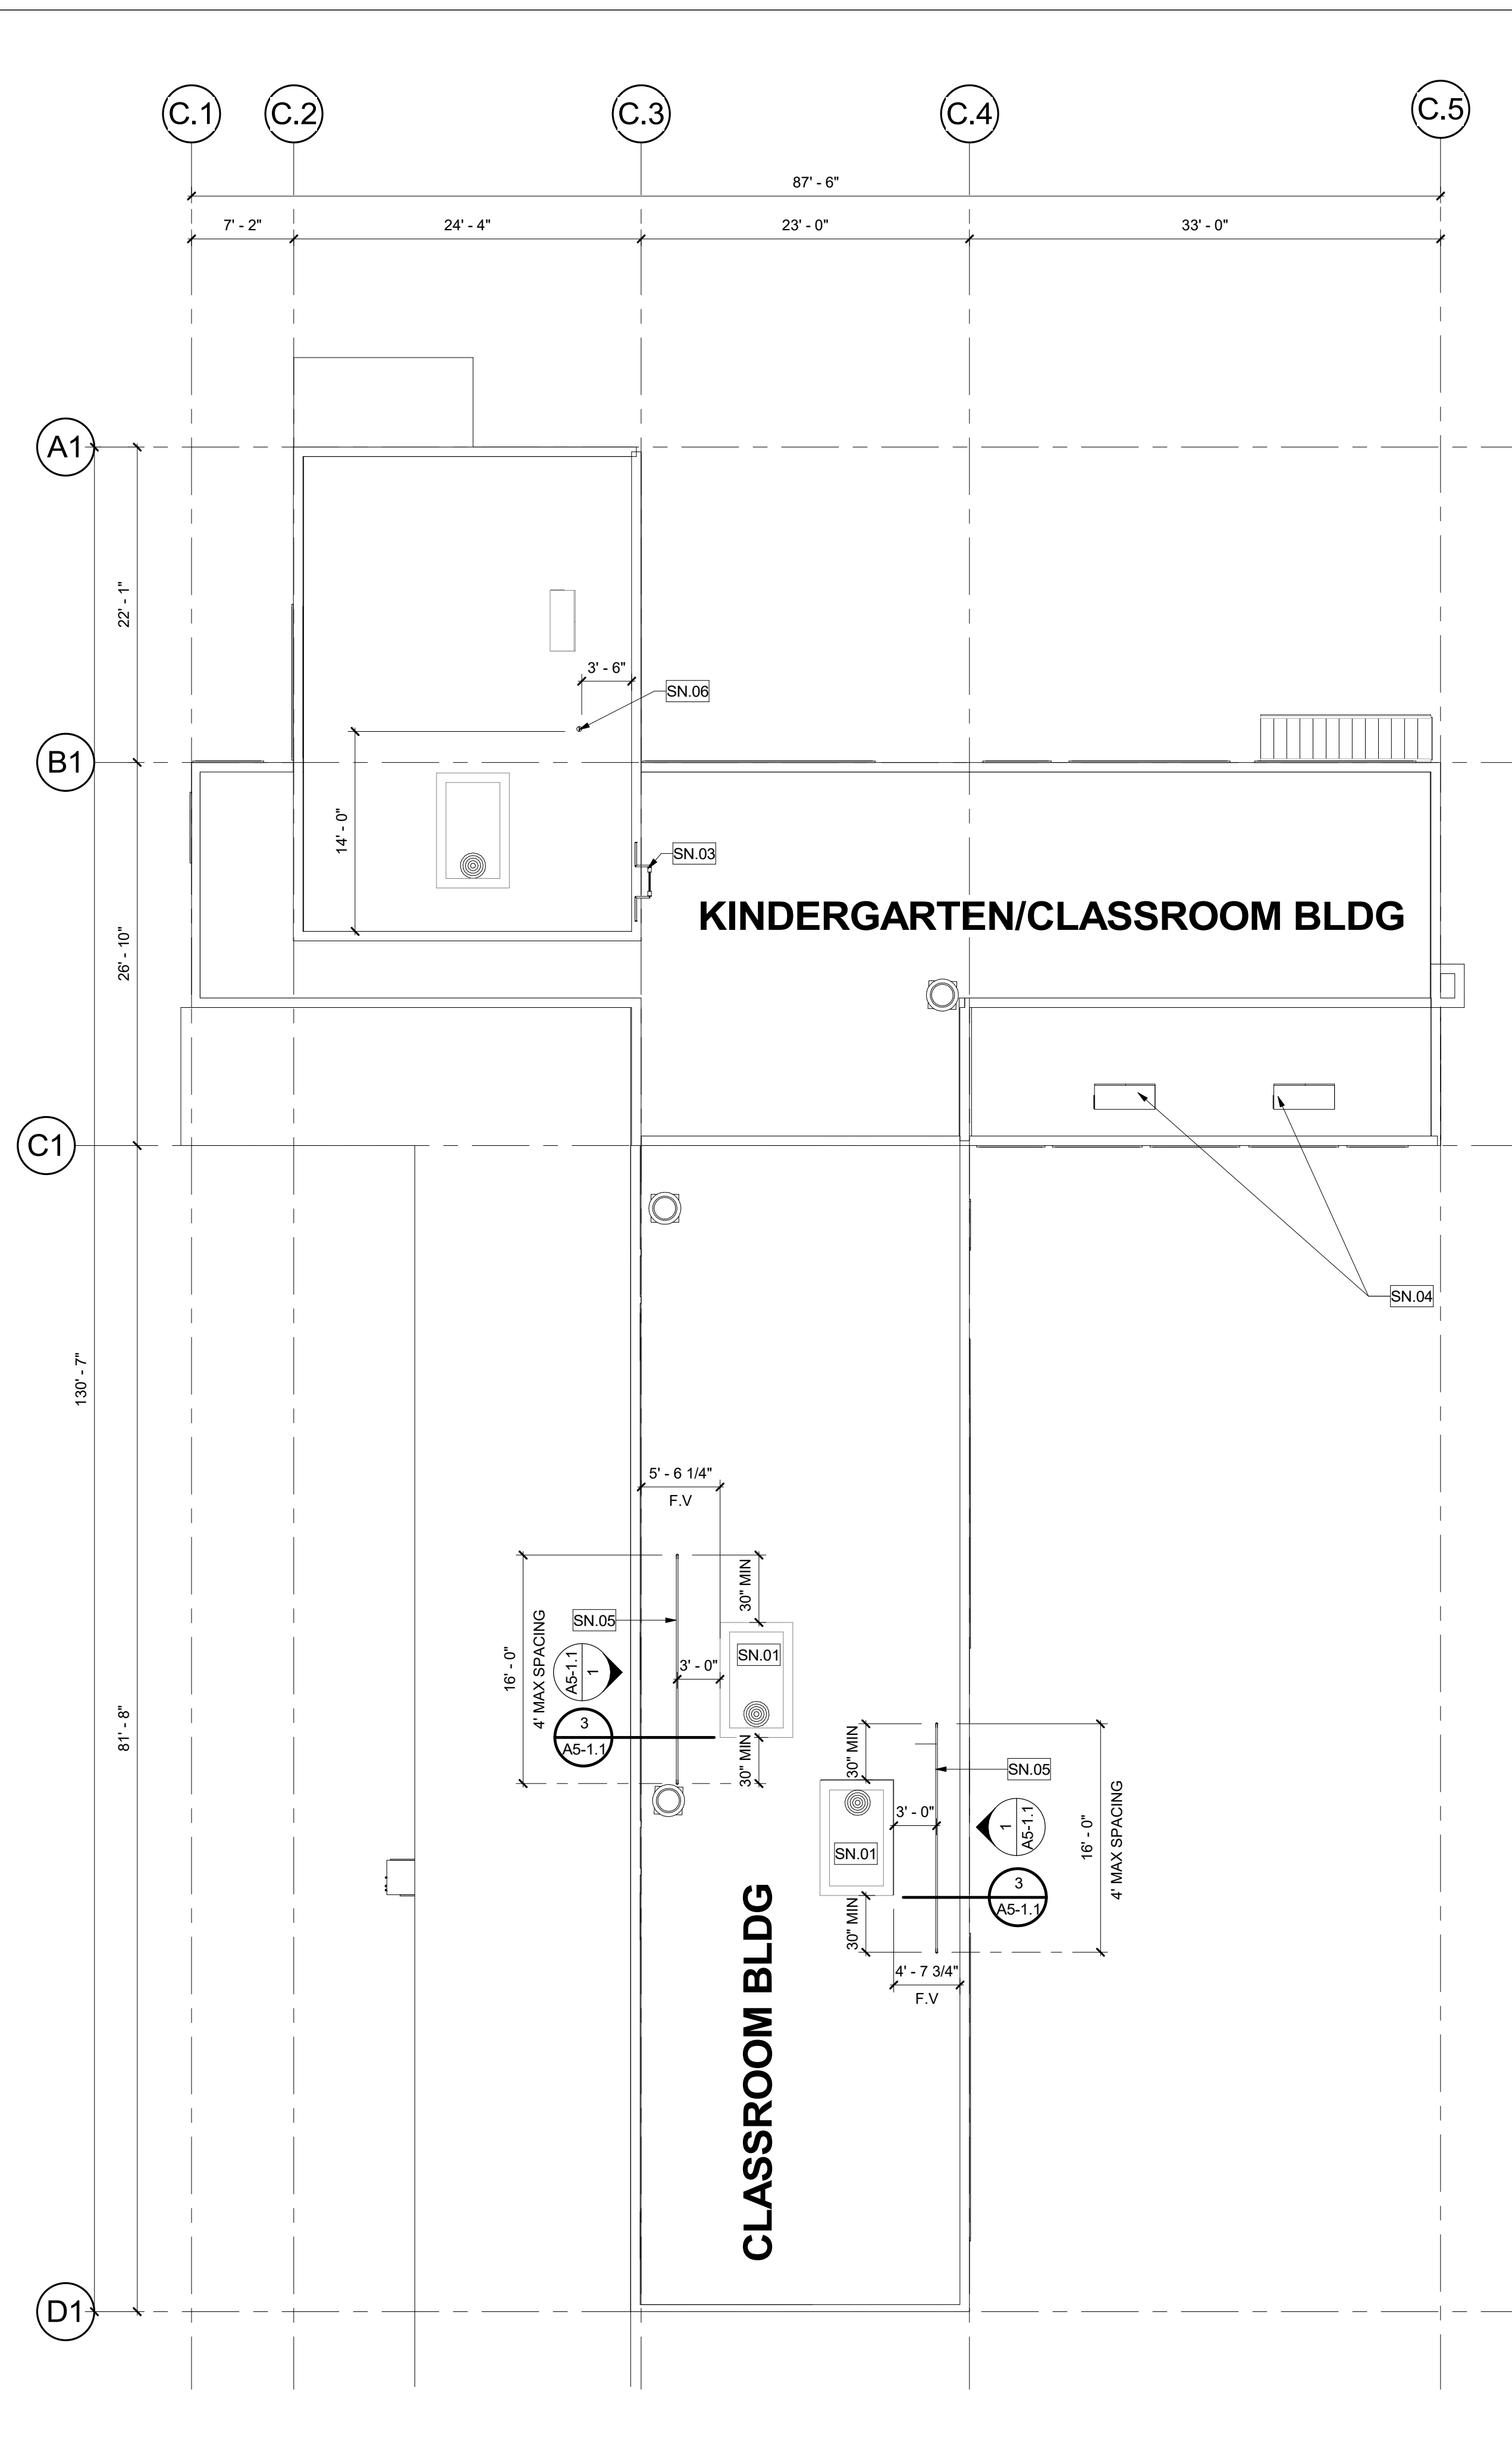 C.1
C.2
C.3
C.4
C.5
87' - 6"
7' - 2"
24' - 4"
23' - 0"
33' - 0"
A1
22' - 1"
3' - 6"
SN.06
B1
14' - 0"
SN.03
KINDERGARTEN/CLASSROOM BLDG
26' - 10"
C1
SN.04
130' - 7"
5' - 6 1/4"
F.V
30" MIN
SN.05
16' - 0"
4' MAX SPACING
A5-1.1
1
3' - 0"
SN.01
3
A5-1.1
30" MIN
81' - 8"
30" MIN
SN.05
3' - 0"
1
A5-1.1
16' - 0"
4' MAX SPACING
SN.01
3
A5-1.1
30" MIN
4' - 7 3/4"
F.V
CLASSROOM BLDG
D1